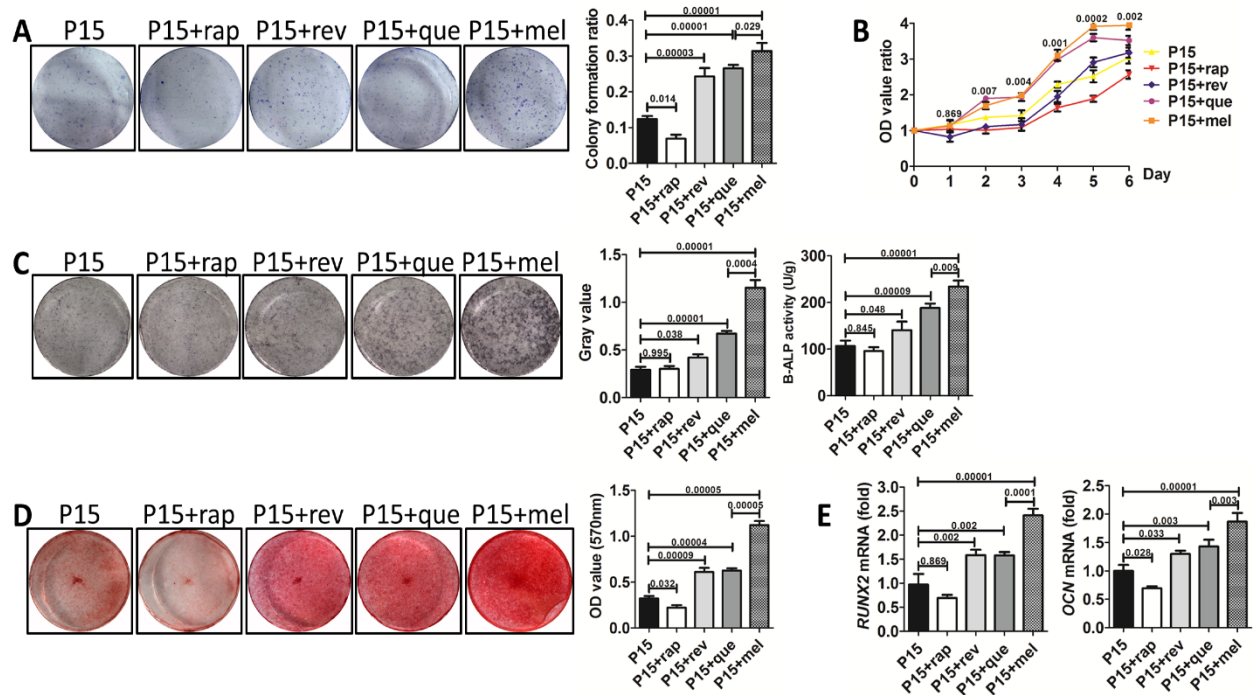 A
P15 P15+rap P15+rev P15+que P15+mel
Colony formation ratio
0.4
0.3
0.2
0.1
0.0
0.00001
0.00001
0.029
0.00003
0.014
P15
P15+rap
P15+rev
P15+que
P15+mel
B
OD value ratio
4
3
2
1
0
0.869
0.007
0.004
0.001
0.0002
0.002
0 1 2 3 4 5 6 Day
P15
P15+rap
P15+rev
P15+que
P15+mel
C
P15 P15+rap P15+rev P15+que P15+mel
Gray value
1.5
1.0
0.5
0.0
0.00001
0.0004
0.00001
0.038
0.995
P15
P15+rap
P15+rev
P15+que
P15+mel
B-ALP activity (U/g)
300
200
100
0
0.00001
0.009
0.00009
0.048
0.845
P15
P15+rap
P15+rev
P15+que
P15+mel
D
P15 P15+rap P15+rev P15+que P15+mel
OD value (570nm)
1.5
1.0
0.5
0.0
0.00005
0.00005
0.00004
0.00009
0.032
P15
P15+rap
P15+rev
P15+que
P15+mel
E
RUNX2 mRNA (fold)
3.0
2.5
2.0
1.5
1.0
0.5
0.0
0.00001
0.0001
0.002
0.002
0.869
P15
P15+rap
P15+rev
P15+que
P15+mel
OCN mRNA (fold)
2.5
2.0
1.5
1.0
0.5
0.0
0.00001
0.003
0.003
0.033
0.028
P15
P15+rap
P15+rev
P15+que
P15+mel